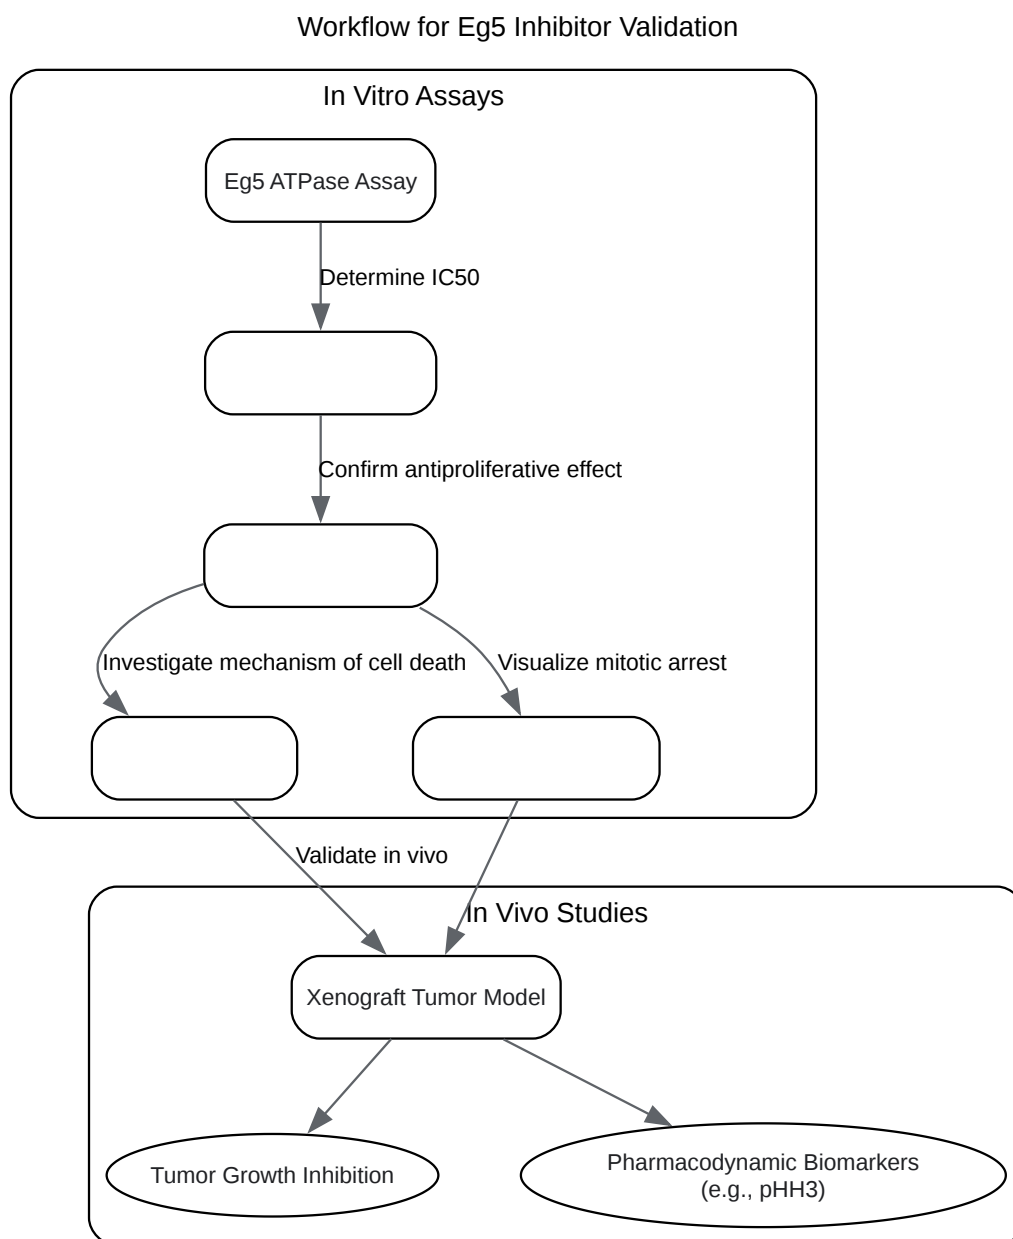 Workflow for Eg5 Inhibitor Validation
In Vitro Assays
Eg5 ATPase Assay
Determine IC50
Confirm antiproliferative effect
Investigate mechanism of cell death
Visualize mitotic arrest
Validate in vivo
In Vivo Studies
Xenograft Tumor Model
Tumor Growth Inhibition
Pharmacodynamic Biomarkers
(e.g., pHH3)